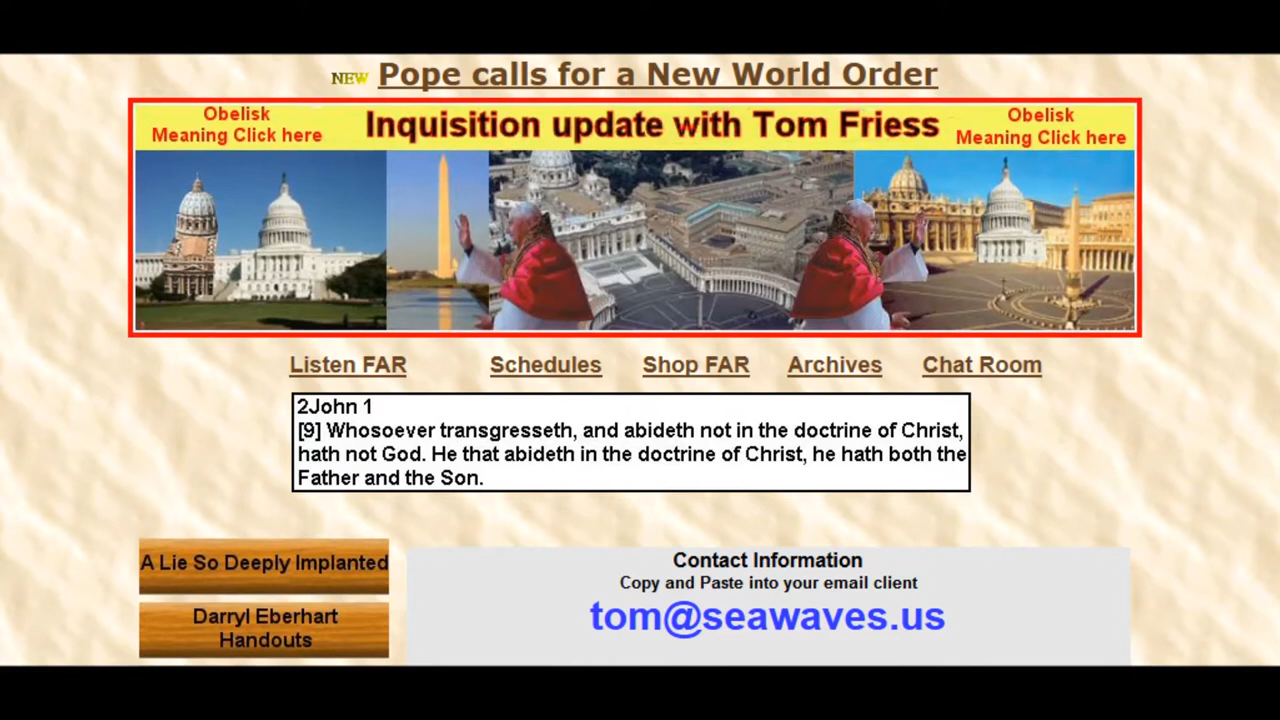 NEW Pope calls for a New World Order
Obelisk
Meaning Click here
Inquisition update with Tom Friess
Obelisk
Meaning Click here
Listen FAR Schedules Shop FAR Archives Chat Room
2John 1
[9] Whosoever transgresseth, and abideth not in the doctrine of Christ,
hath not God. He that abideth in the doctrine of Christ, he hath both the
Father and the Son.
A Lie So Deeply Implanted
Darryl Eberhart
Handouts
Contact Information
Copy and Paste into your email client
tom@seawaves.us